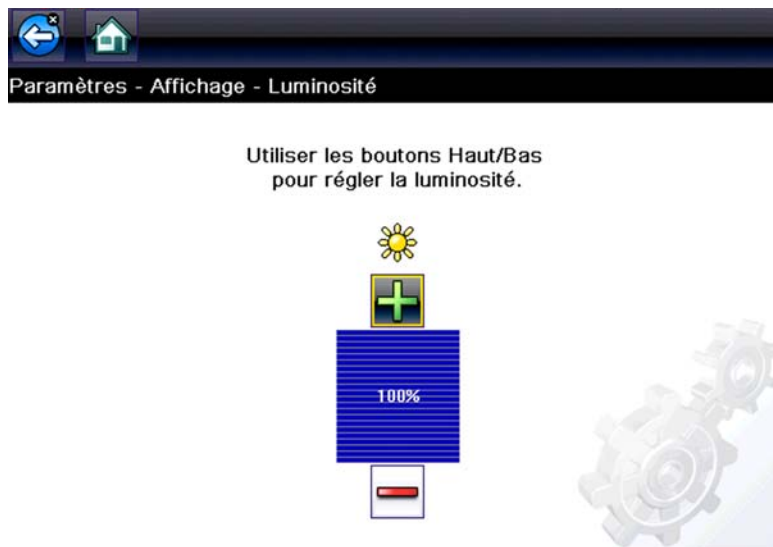 Paramètres - Affichage - Luminosité
Utiliser les boutons Haut/Bas
pour régler la luminosité.
100%